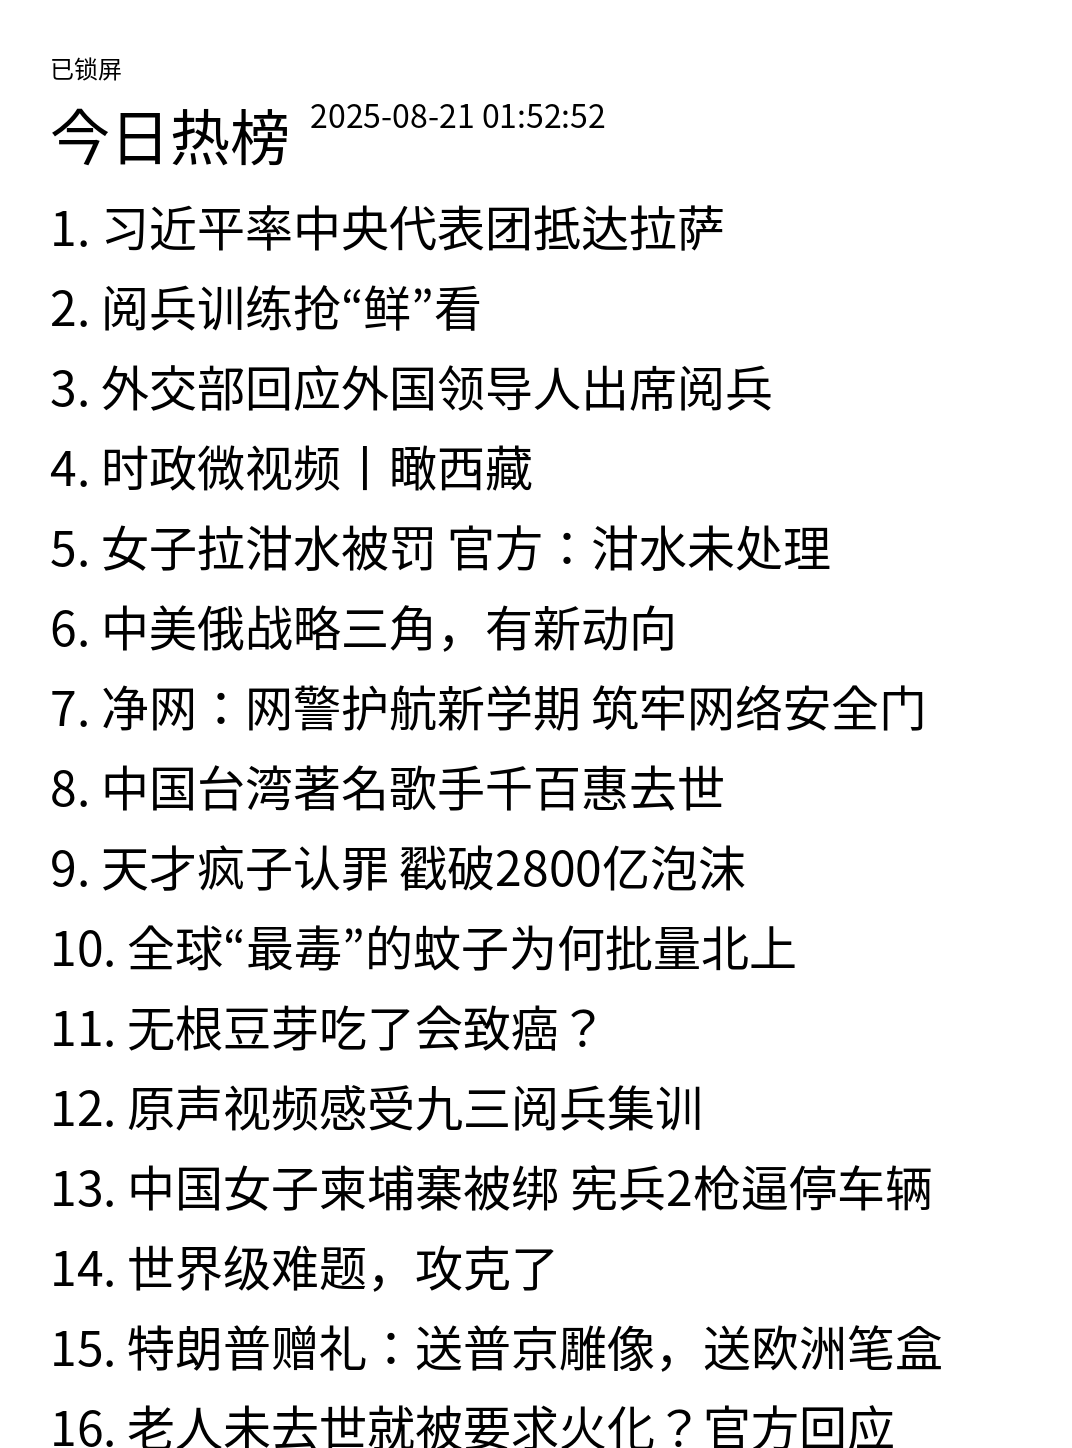 已锁屏
今日热榜 2025-08-21 01:52:52
1. 习近平率中央代表团抵达拉萨
2. 阅兵训练抢“鲜”看
3. 外交部回应外国领导人出席阅兵
4. 时政微视频丨瞰西藏
5. 女子拉泔水被罚 官方：泔水未处理
6. 中美俄战略三角，有新动向
7. 净网：网警护航新学期 筑牢网络安全门
8. 中国台湾著名歌手千百惠去世
9. 天才疯子认罪 戳破2800亿泡沫
10. 全球“最毒”的蚊子为何批量北上
11. 无根豆芽吃了会致癌？
12. 原声视频感受九三阅兵集训
13. 中国女子柬埔寨被绑 宪兵2枪逼停车辆
14. 世界级难题，攻克了
15. 特朗普赠礼：送普京雕像，送欧洲笔盒
16. 老人未去世就被要求火化？官方回应